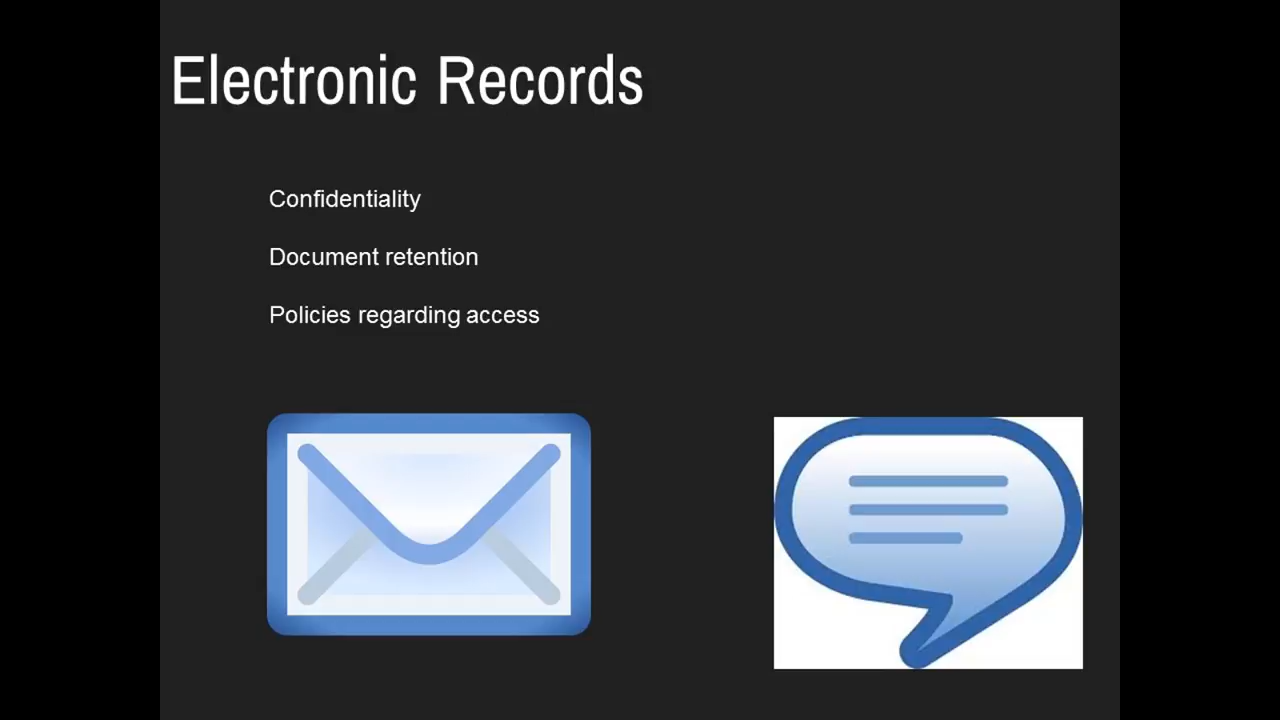 Electronic Records
Confidentiality
Document retention
Policies regarding access